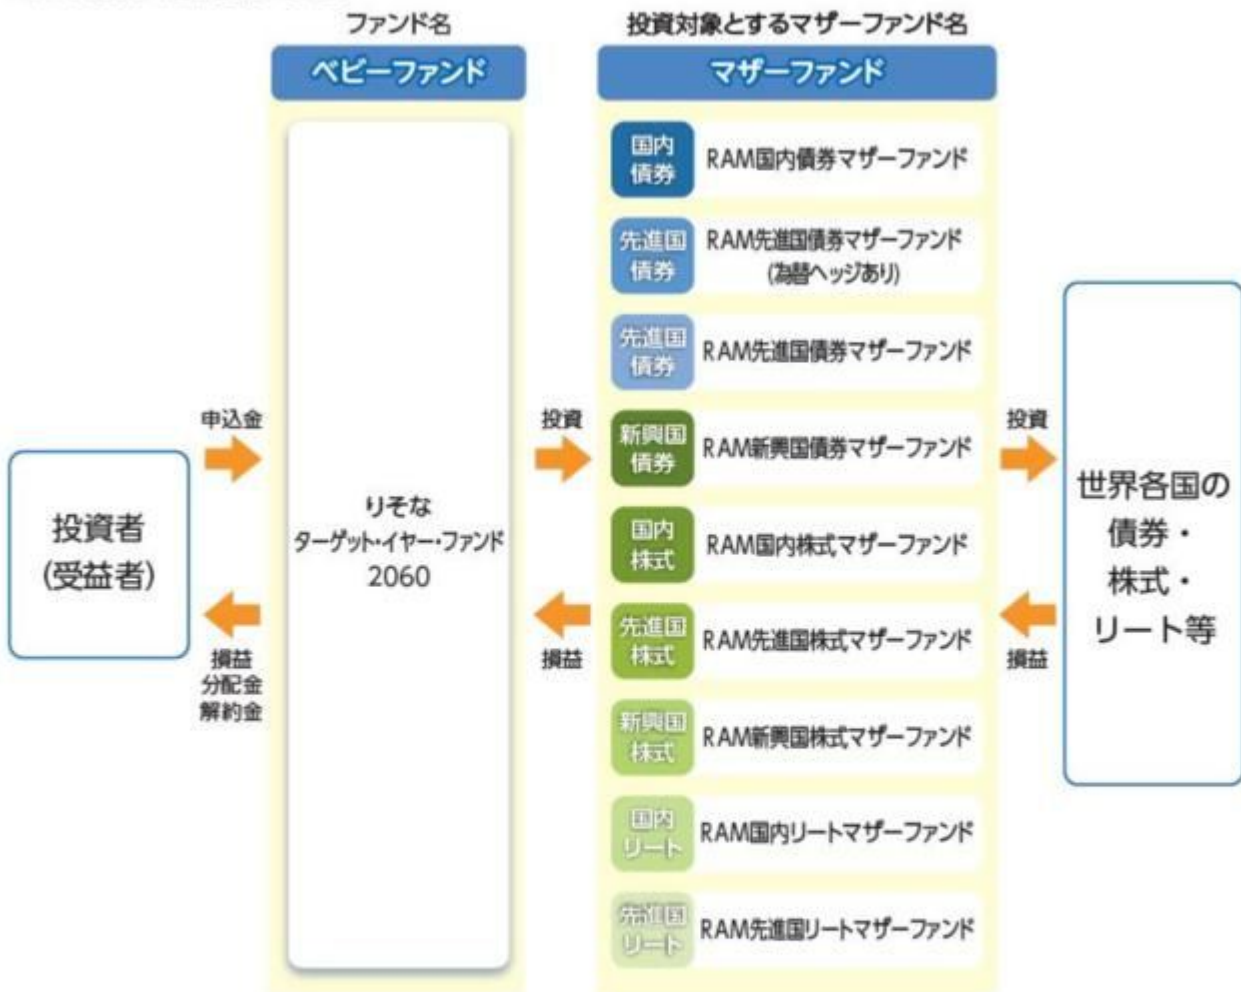 ファンド名
投資対象とするマザーファンド名
ベビーファンド
マザーファンド
国内
債券
RAM国内債券マザーファンド
先進国
債券
RAM先進国債券マザーファンド
(為替ヘッジあり)
先進国
債券
RAM先進国債券マザーファンド
新興国
債券
RAM新興国債券マザーファンド
国内
株式
RAM国内株式マザーファンド
先進国
株式
RAM先進国株式マザーファンド
新興国
株式
RAM新興国株式マザーファンド
国内
リート
RAM国内リートマザーファンド
先進国
リート
RAM先進国リートマザーファンド
投資者
(受益者)
申込金
損益
分配金
解約金
りそな
ターゲット・イヤー・ファンド
2060
投資
損益
投資
損益
世界各国の
債券・
株式・
リート等